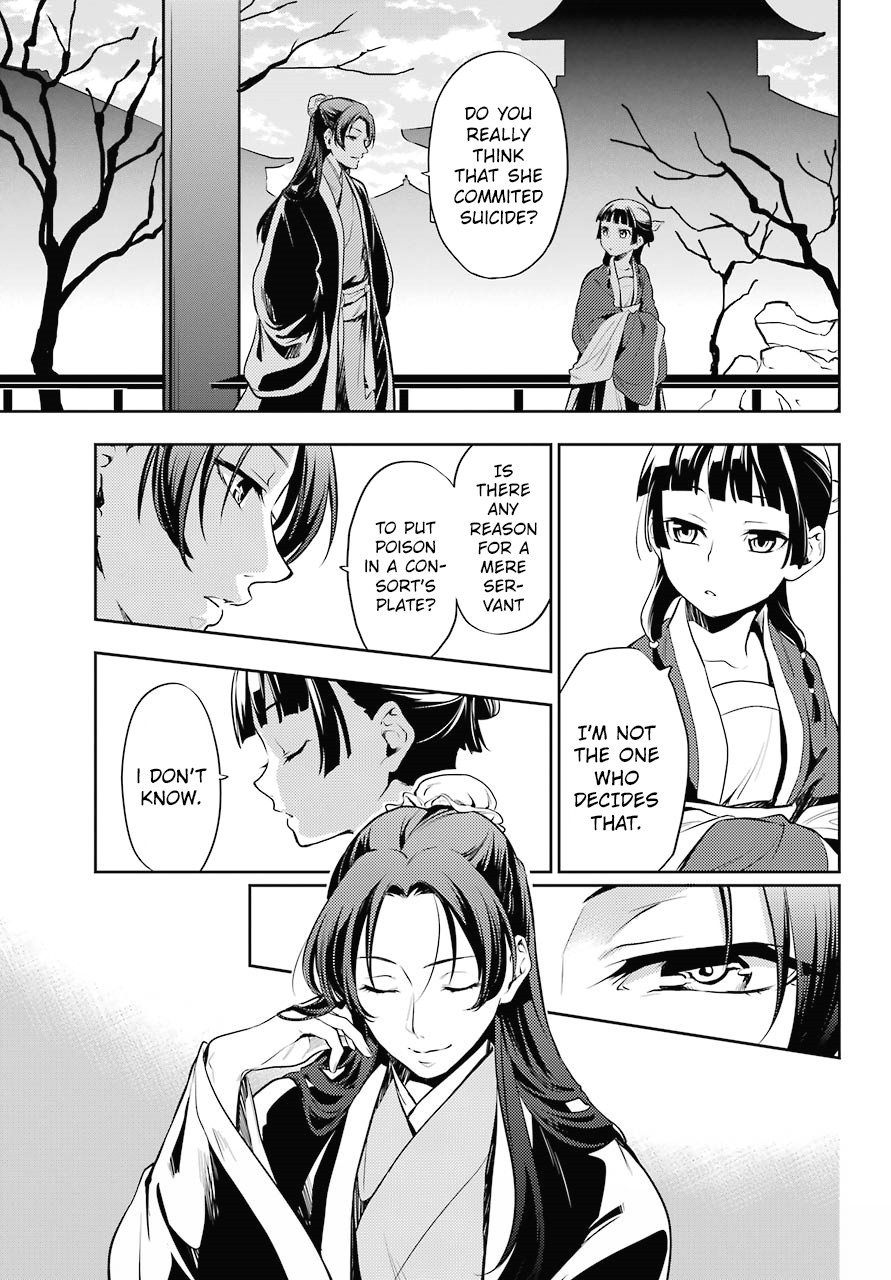 DO YOU
REALLY
THINK
THAT SHE
COMMITED
SUICIDE?
I'M NOT
THE ONE
WHO
DECIDES
THAT.
IS
THERE
ANY
REASON
FOR A
MERE
SER-
VANT
TO PUT
POISON
IN A CON-
SORT'S
PLATE?
I DON'T
KNOW.